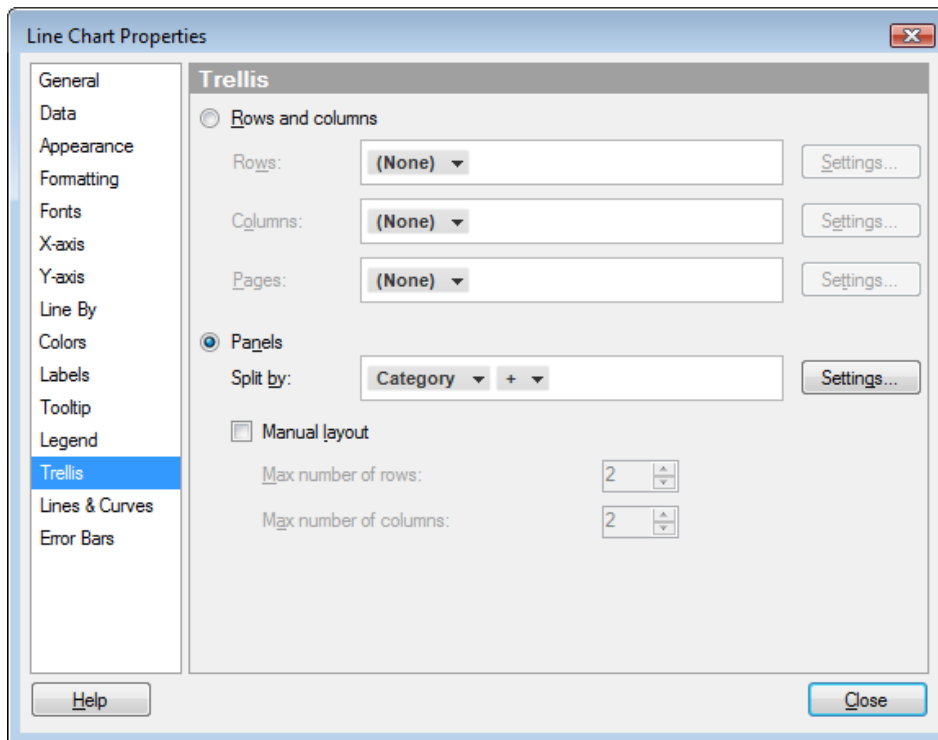 Line Chart Properties
General
Data
Appearance
Formatting
Fonts
X-axis
Y-axis
Line By
Colors
Labels
Tooltip
Legend
Trellis
Lines & Curves
Error Bars
Trellis
Rows and columns
Rows: (None) Settings...
Columns: (None) Settings...
Pages: (None) Settings...
Panels
Split by: Category + Settings...
Manual layout
Max number of rows: 2
Max number of columns: 2
Help Close